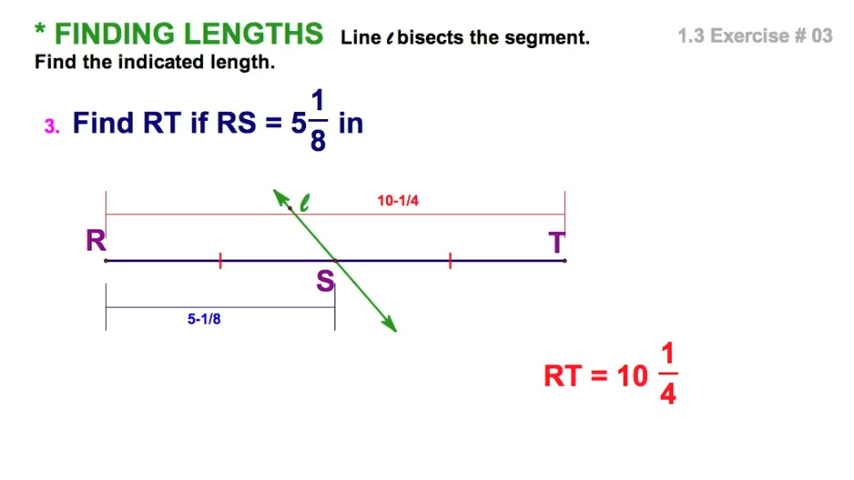 * FINDING LENGTHS Line ℓ bisects the segment.
1.3 Exercise # 03
Find the indicated length.
3. Find RT if RS = 5 1/8 in
ℓ
10-1/4
R
T
S
5-1/8
RT = 10 1/4